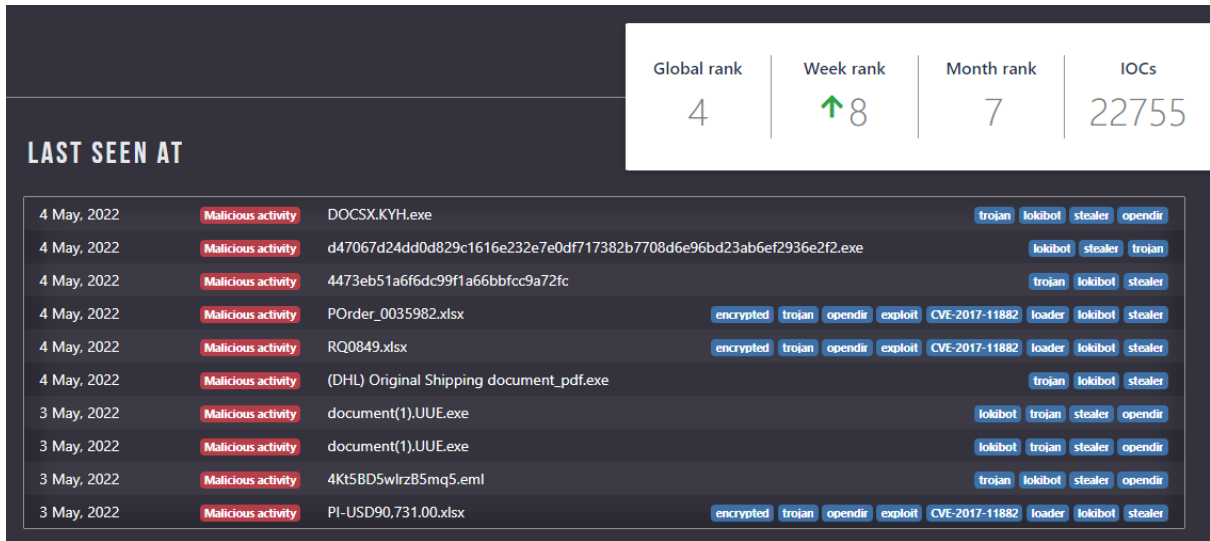 Global rank Week rank Month rank IOCs
4 8 7 22755
LAST SEEN AT
4 May, 2022 Malicious activity DOCSX.KYH.exe trojan lokibot stealer opendir
4 May, 2022 Malicious activity d47067d24dd0d829c1616e232e7e0df717382b7708d6e96bd23ab6ef2936e2f2.exe lokibot stealer trojan
4 May, 2022 Malicious activity 4473eb51a6f6dc99f1a66bbfcc9a72fc trojan lokibot stealer
4 May, 2022 Malicious activity POrder_0035982.xlsx encrypted trojan opendir exploit CVE-2017-11882 loader lokibot stealer
4 May, 2022 Malicious activity RQ0849.xlsx encrypted trojan opendir exploit CVE-2017-11882 loader lokibot stealer
4 May, 2022 Malicious activity (DHL) Original Shipping document_pdf.exe trojan lokibot stealer
3 May, 2022 Malicious activity document(1).UUE.exe lokibot trojan stealer opendir
3 May, 2022 Malicious activity document(1).UUE.exe lokibot trojan stealer opendir
3 May, 2022 Malicious activity 4Kt5BD5wlrzB5mq5.eml trojan lokibot stealer opendir
3 May, 2022 Malicious activity PI-USD90,731.00.xlsx encrypted trojan opendir exploit CVE-2017-11882 loader lokibot stealer